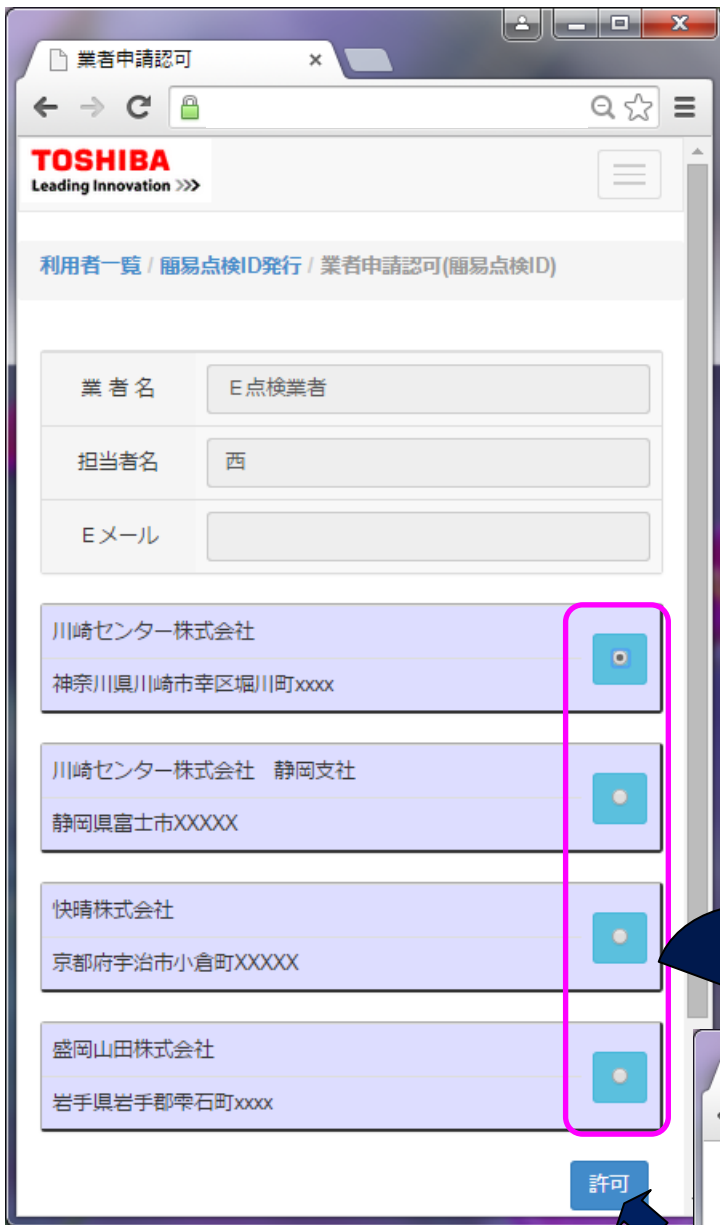 業者申請認可
TOSHIBA
Leading Innovation >>>
利用者一覧 / 簡易点検ID発行 / 業者申請認可(簡易点検ID)
業 者 名 E点検業者
担当者名 西
Eメール
川崎センター株式会社
神奈川県川崎市幸区堀川町xxxx
川崎センター株式会社　静岡支社
静岡県富士市XXXXX
快晴株式会社
京都府宇治市小倉町XXXXX
盛岡山田株式会社
岩手県岩手郡雫石町xxxx
許可